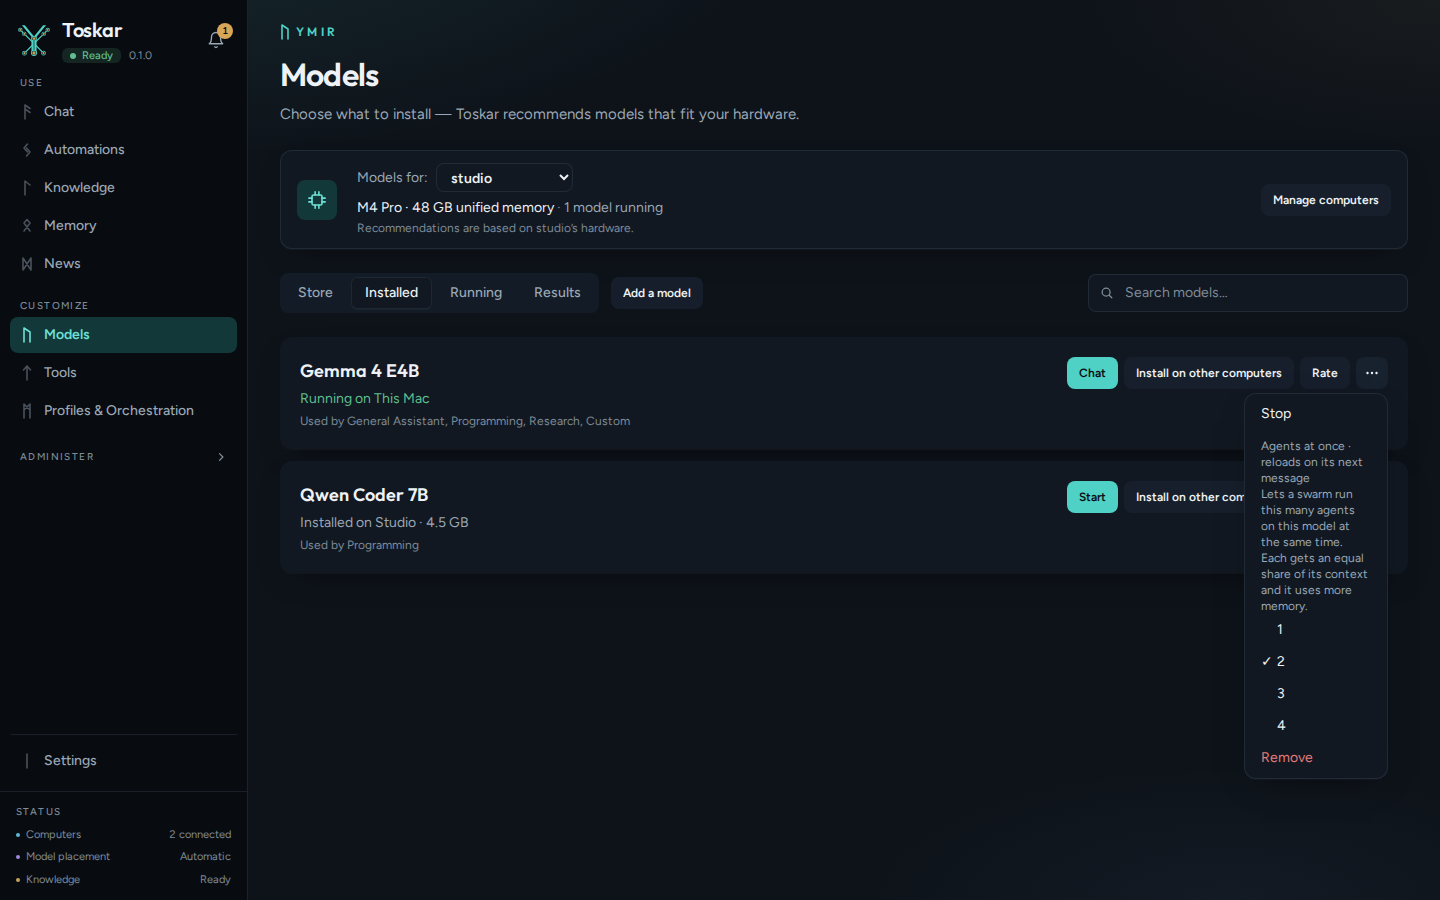 Toskar
Ready 0.1.0
1
USE
Chat
Automations
Knowledge
Memory
News
CUSTOMIZE
Models
Tools
Profiles & Orchestration
ADMINISTER
Settings
STATUS
Computers 2 connected
Model placement Automatic
Knowledge Ready
YMIR
Models
Choose what to install — Toskar recommends models that fit your hardware.
Models for: studio
M4 Pro · 48 GB unified memory · 1 model running
Recommendations are based on studio's hardware.
Manage computers
Store Installed Running Results Add a model
Search models...
Gemma 4 E4B
Running on This Mac
Used by General Assistant, Programming, Research, Custom
Chat Install on other computers Rate ···
Qwen Coder 7B
Installed on Studio · 4.5 GB
Used by Programming
Start Install on other com
Stop
Agents at once ·
reloads on its next
message
Lets a swarm run
this many agents
on this model at
the same time.
Each gets an equal
share of its context
and it uses more
memory.
1
✓ 2
3
4
Remove